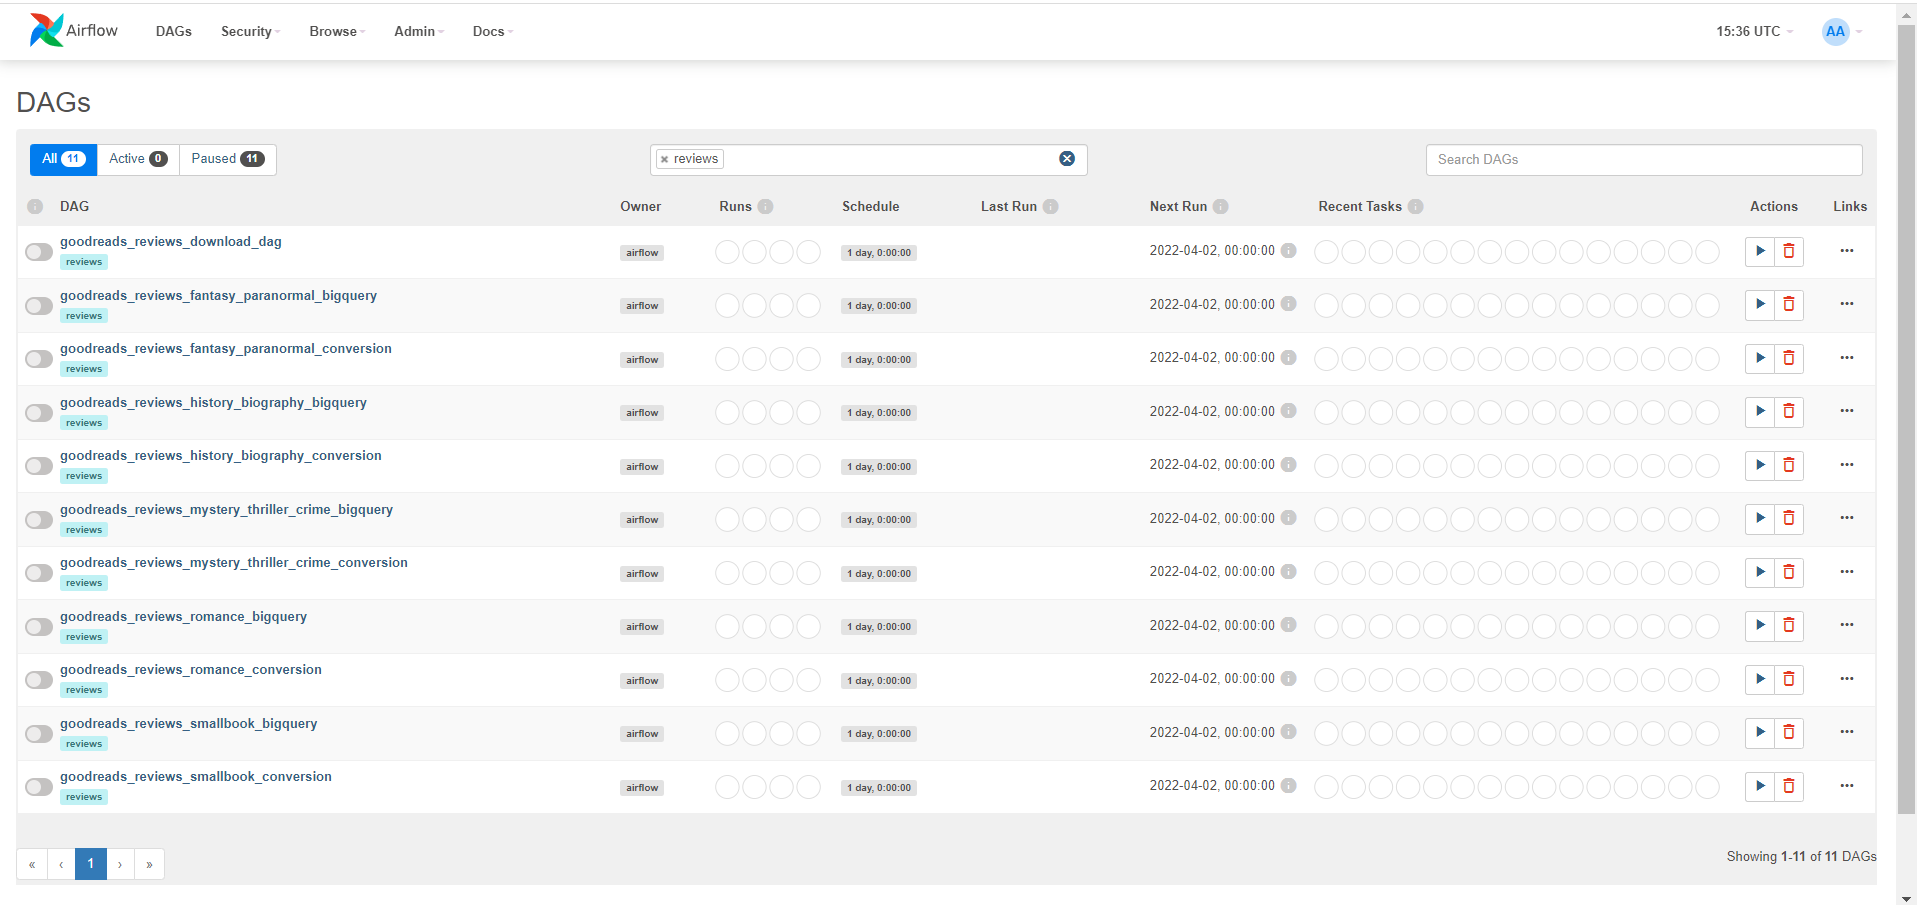 Airflow DAGs Security Browse Admin Docs 15:36 UTC AA
DAGs
All 11 Active 0 Paused 11 × reviews Search DAGs
DAG Owner Runs Schedule Last Run Next Run Recent Tasks Actions Links
goodreads_reviews_download_dag
reviews airflow 1 day, 0:00:00 2022-04-02, 00:00:00
goodreads_reviews_fantasy_paranormal_bigquery
reviews airflow 1 day, 0:00:00 2022-04-02, 00:00:00
goodreads_reviews_fantasy_paranormal_conversion
reviews airflow 1 day, 0:00:00 2022-04-02, 00:00:00
goodreads_reviews_history_biography_bigquery
reviews airflow 1 day, 0:00:00 2022-04-02, 00:00:00
goodreads_reviews_history_biography_conversion
reviews airflow 1 day, 0:00:00 2022-04-02, 00:00:00
goodreads_reviews_mystery_thriller_crime_bigquery
reviews airflow 1 day, 0:00:00 2022-04-02, 00:00:00
goodreads_reviews_mystery_thriller_crime_conversion
reviews airflow 1 day, 0:00:00 2022-04-02, 00:00:00
goodreads_reviews_romance_bigquery
reviews airflow 1 day, 0:00:00 2022-04-02, 00:00:00
goodreads_reviews_romance_conversion
reviews airflow 1 day, 0:00:00 2022-04-02, 00:00:00
goodreads_reviews_smallbook_bigquery
reviews airflow 1 day, 0:00:00 2022-04-02, 00:00:00
goodreads_reviews_smallbook_conversion
reviews airflow 1 day, 0:00:00 2022-04-02, 00:00:00
« ‹ 1 › » Showing 1-11 of 11 DAGs